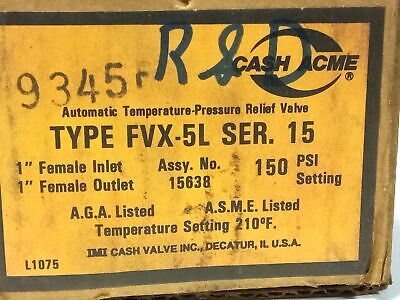 9345r R&D
CASH ACME ®
Automatic Temperature-Pressure Relief Valve
TYPE FVX-5L SER. 15
1" Female Inlet Assy. No. 150 PSI
1" Female Outlet 15638 Setting
A.G.A. Listed A.S.M.E. Listed
Temperature Setting 210°F.
IMI CASH VALVE INC., DECATUR, IL U.S.A.
L1075